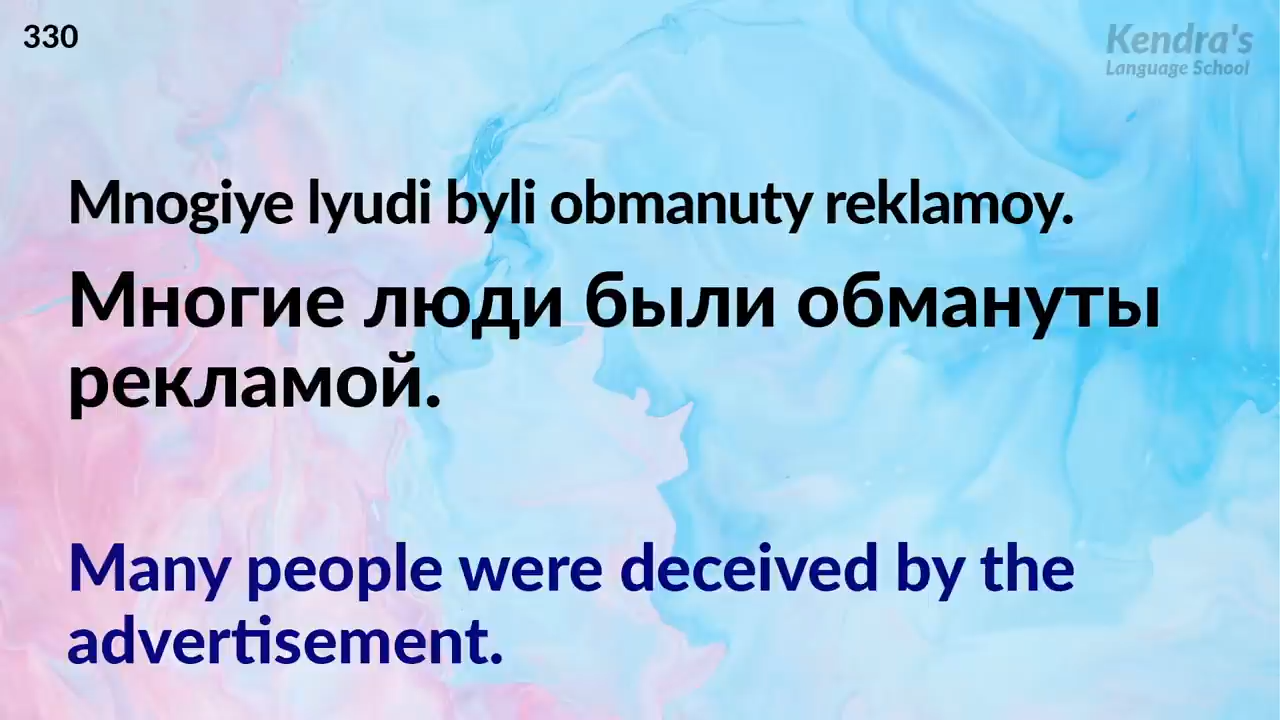 330
Kendra's
Language School
Mnogiye lyudi byli obmanuty reklamoy.
Многие люди были обмануты
рекламой.
Many people were deceived by the
advertisement.